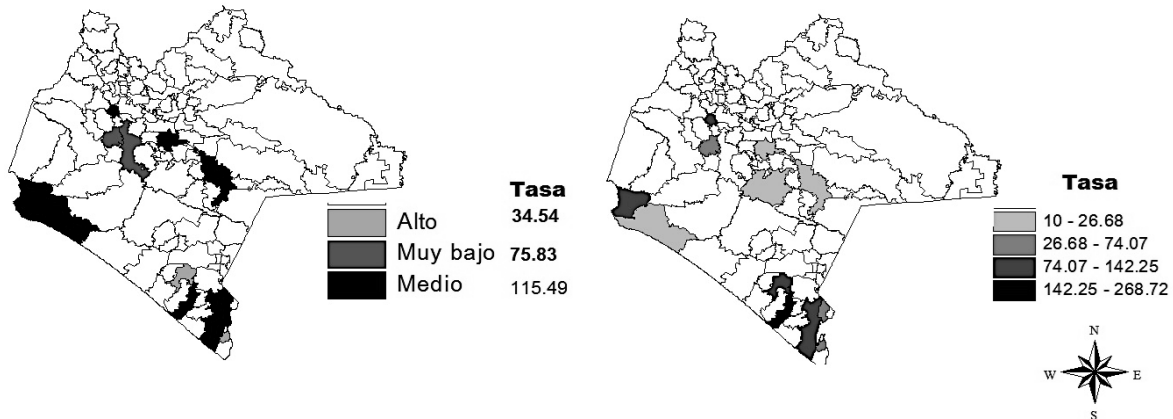 Tasa
Alto 34.54
Muy bajo 75.83
Medio 115.49
Tasa
10 - 26.68
26.68 - 74.07
74.07 - 142.25
142.25 - 268.72
N
W E
S